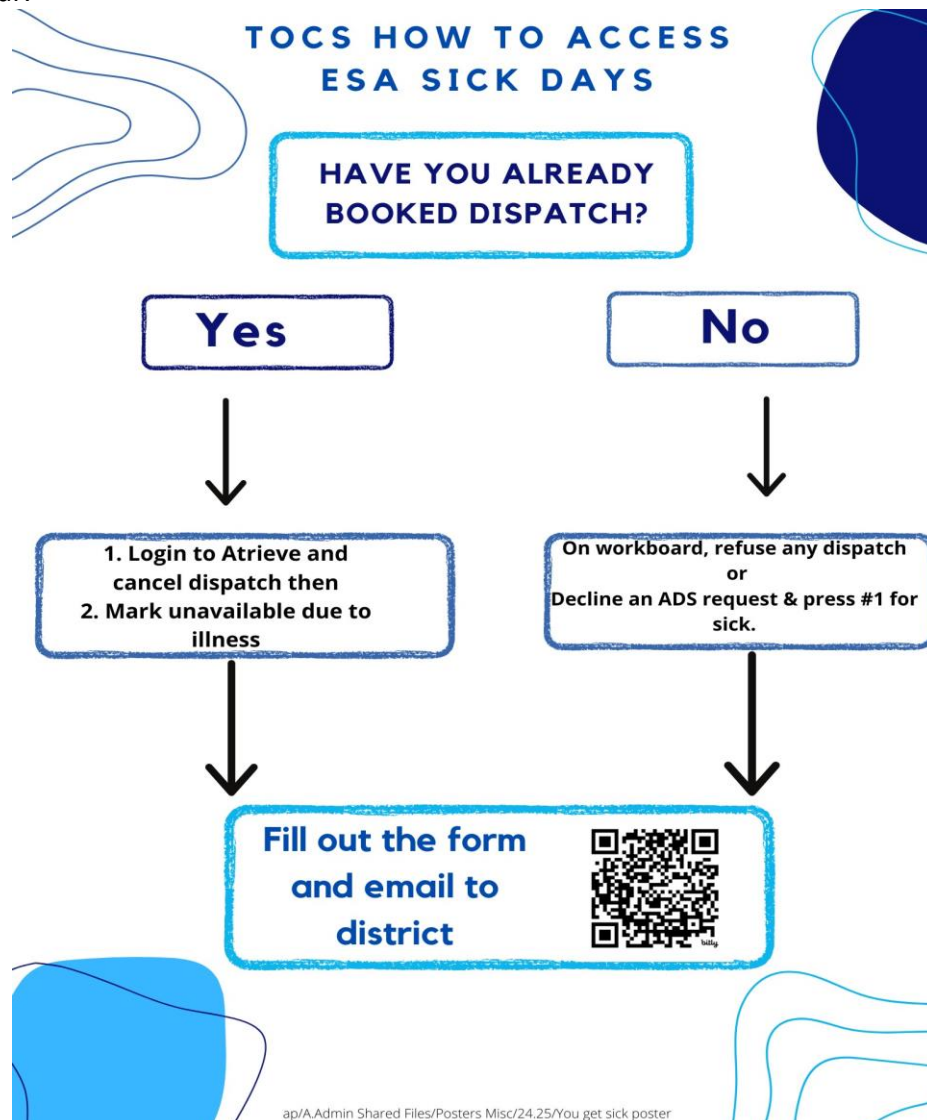 TOCS HOW TO ACCESS
ESA SICK DAYS
HAVE YOU ALREADY
BOOKED DISPATCH?
Yes
No
1. Login to Atrieve and
cancel dispatch then
2. Mark unavailable due to
illness
On workboard, refuse any dispatch
or
Decline an ADS request & press #1 for
sick.
Fill out the form
and email to
district
bitly
ap/A.Admin Shared Files/Posters Misc/24.25/You get sick poster